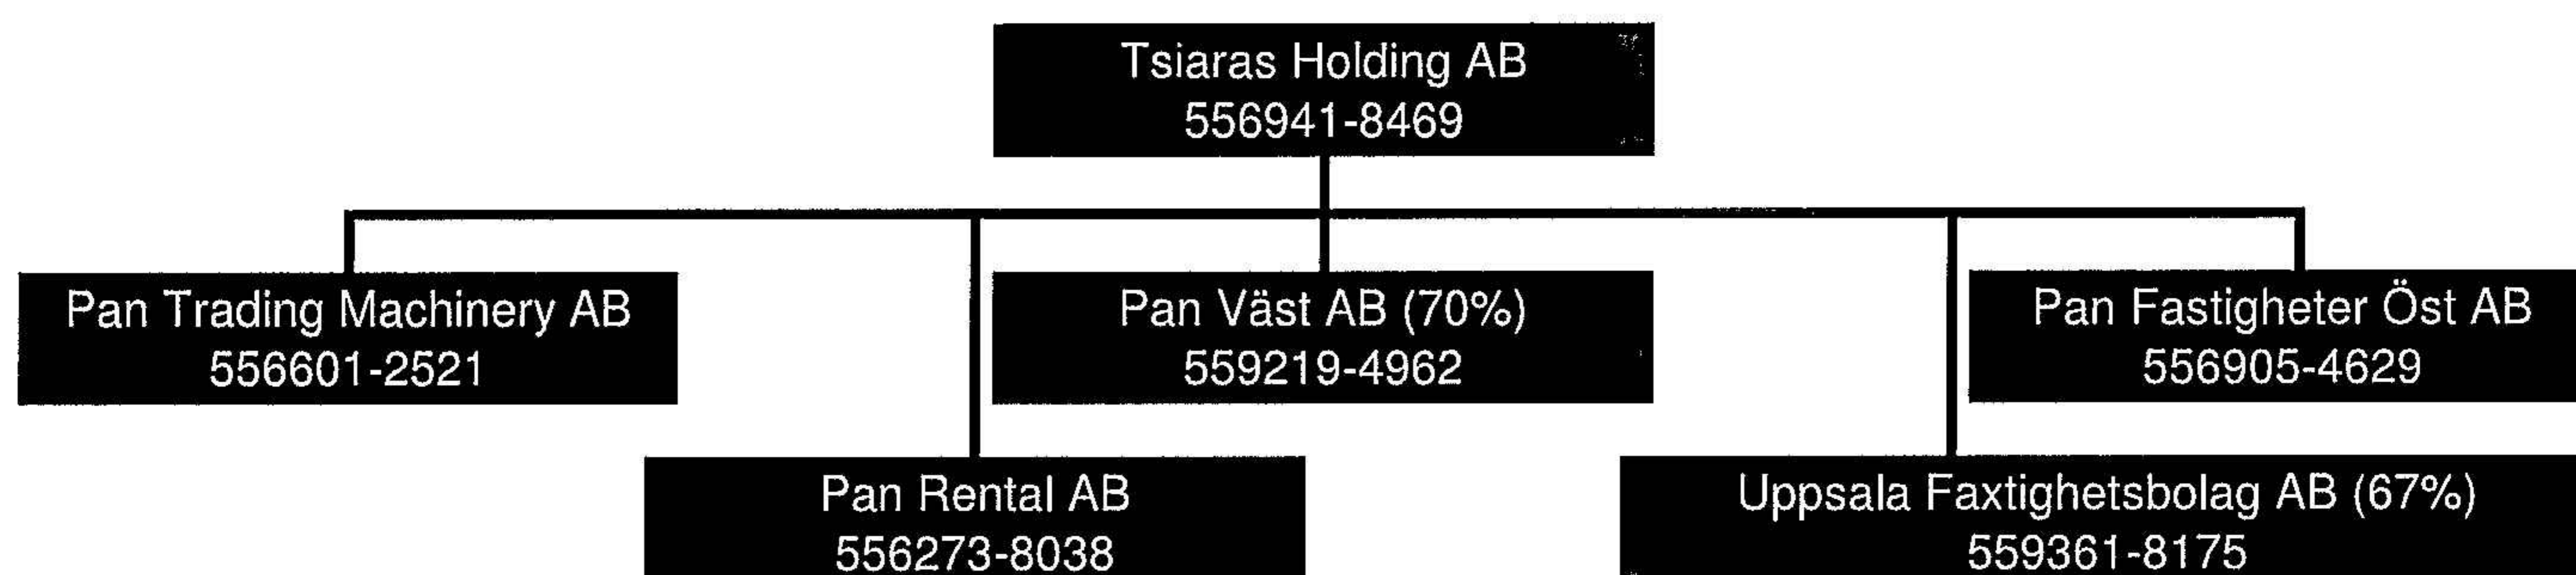 Tsiaras Holding AB
556941-8469
Pan Trading Machinery AB
556601-2521
Pan Väst AB (70%)
559219-4962
Pan Fastigheter Öst AB
556905-4629
Pan Rental AB
556273-8038
Uppsala Faxtighetsbolag AB (67%)
559361-8175